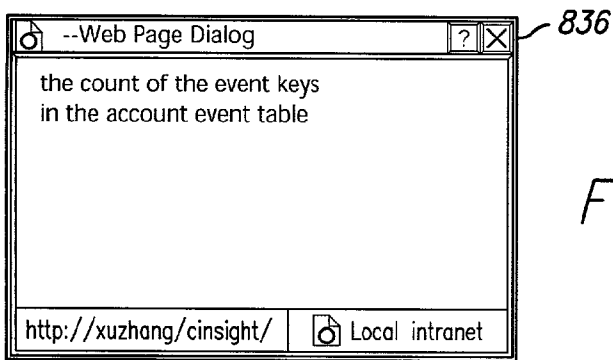 --Web Page Dialog
? X
836
the count of the event keys
in the account event table
F
http://xuzhang/cinsight/
Local intranet